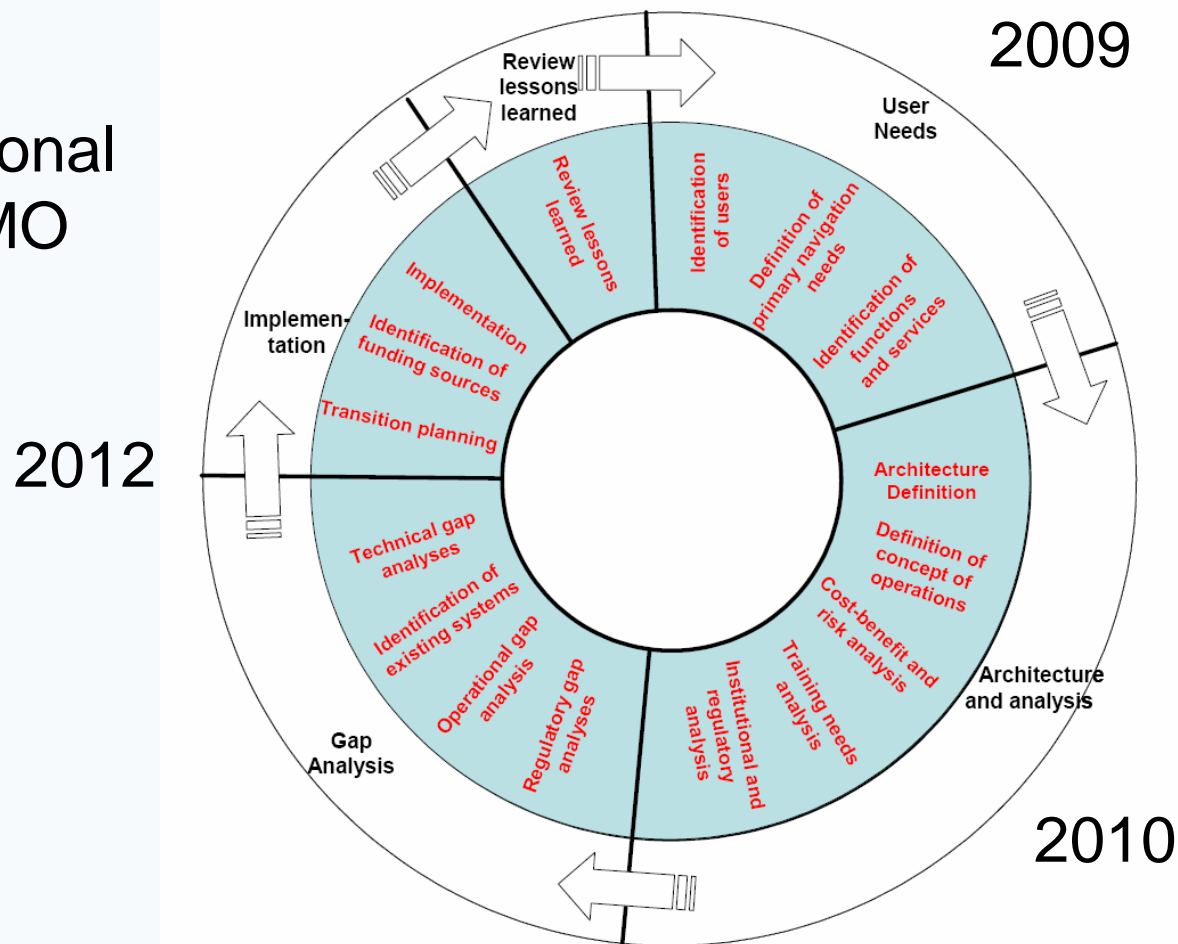 onal
MO
2009
2012
2010
Review
lessons
learned
User
Needs
Architecture
and analysis
Gap
Analysis
Implemen-
tation
Identification
of users
Definition of
primary navigation
needs
Identification of
functions
and services
Architecture
Definition
Definition of
concept of
operations
Cost-benefit and
risk analysis
Training needs
analysis
Institutional and
regulatory
analysis
Regulatory gap
analyses
Operational gap
analysis
Identification of
existing systems
Technical gap
analyses
Transition planning
Identification of
funding sources
Implementation
Review lessons
learned